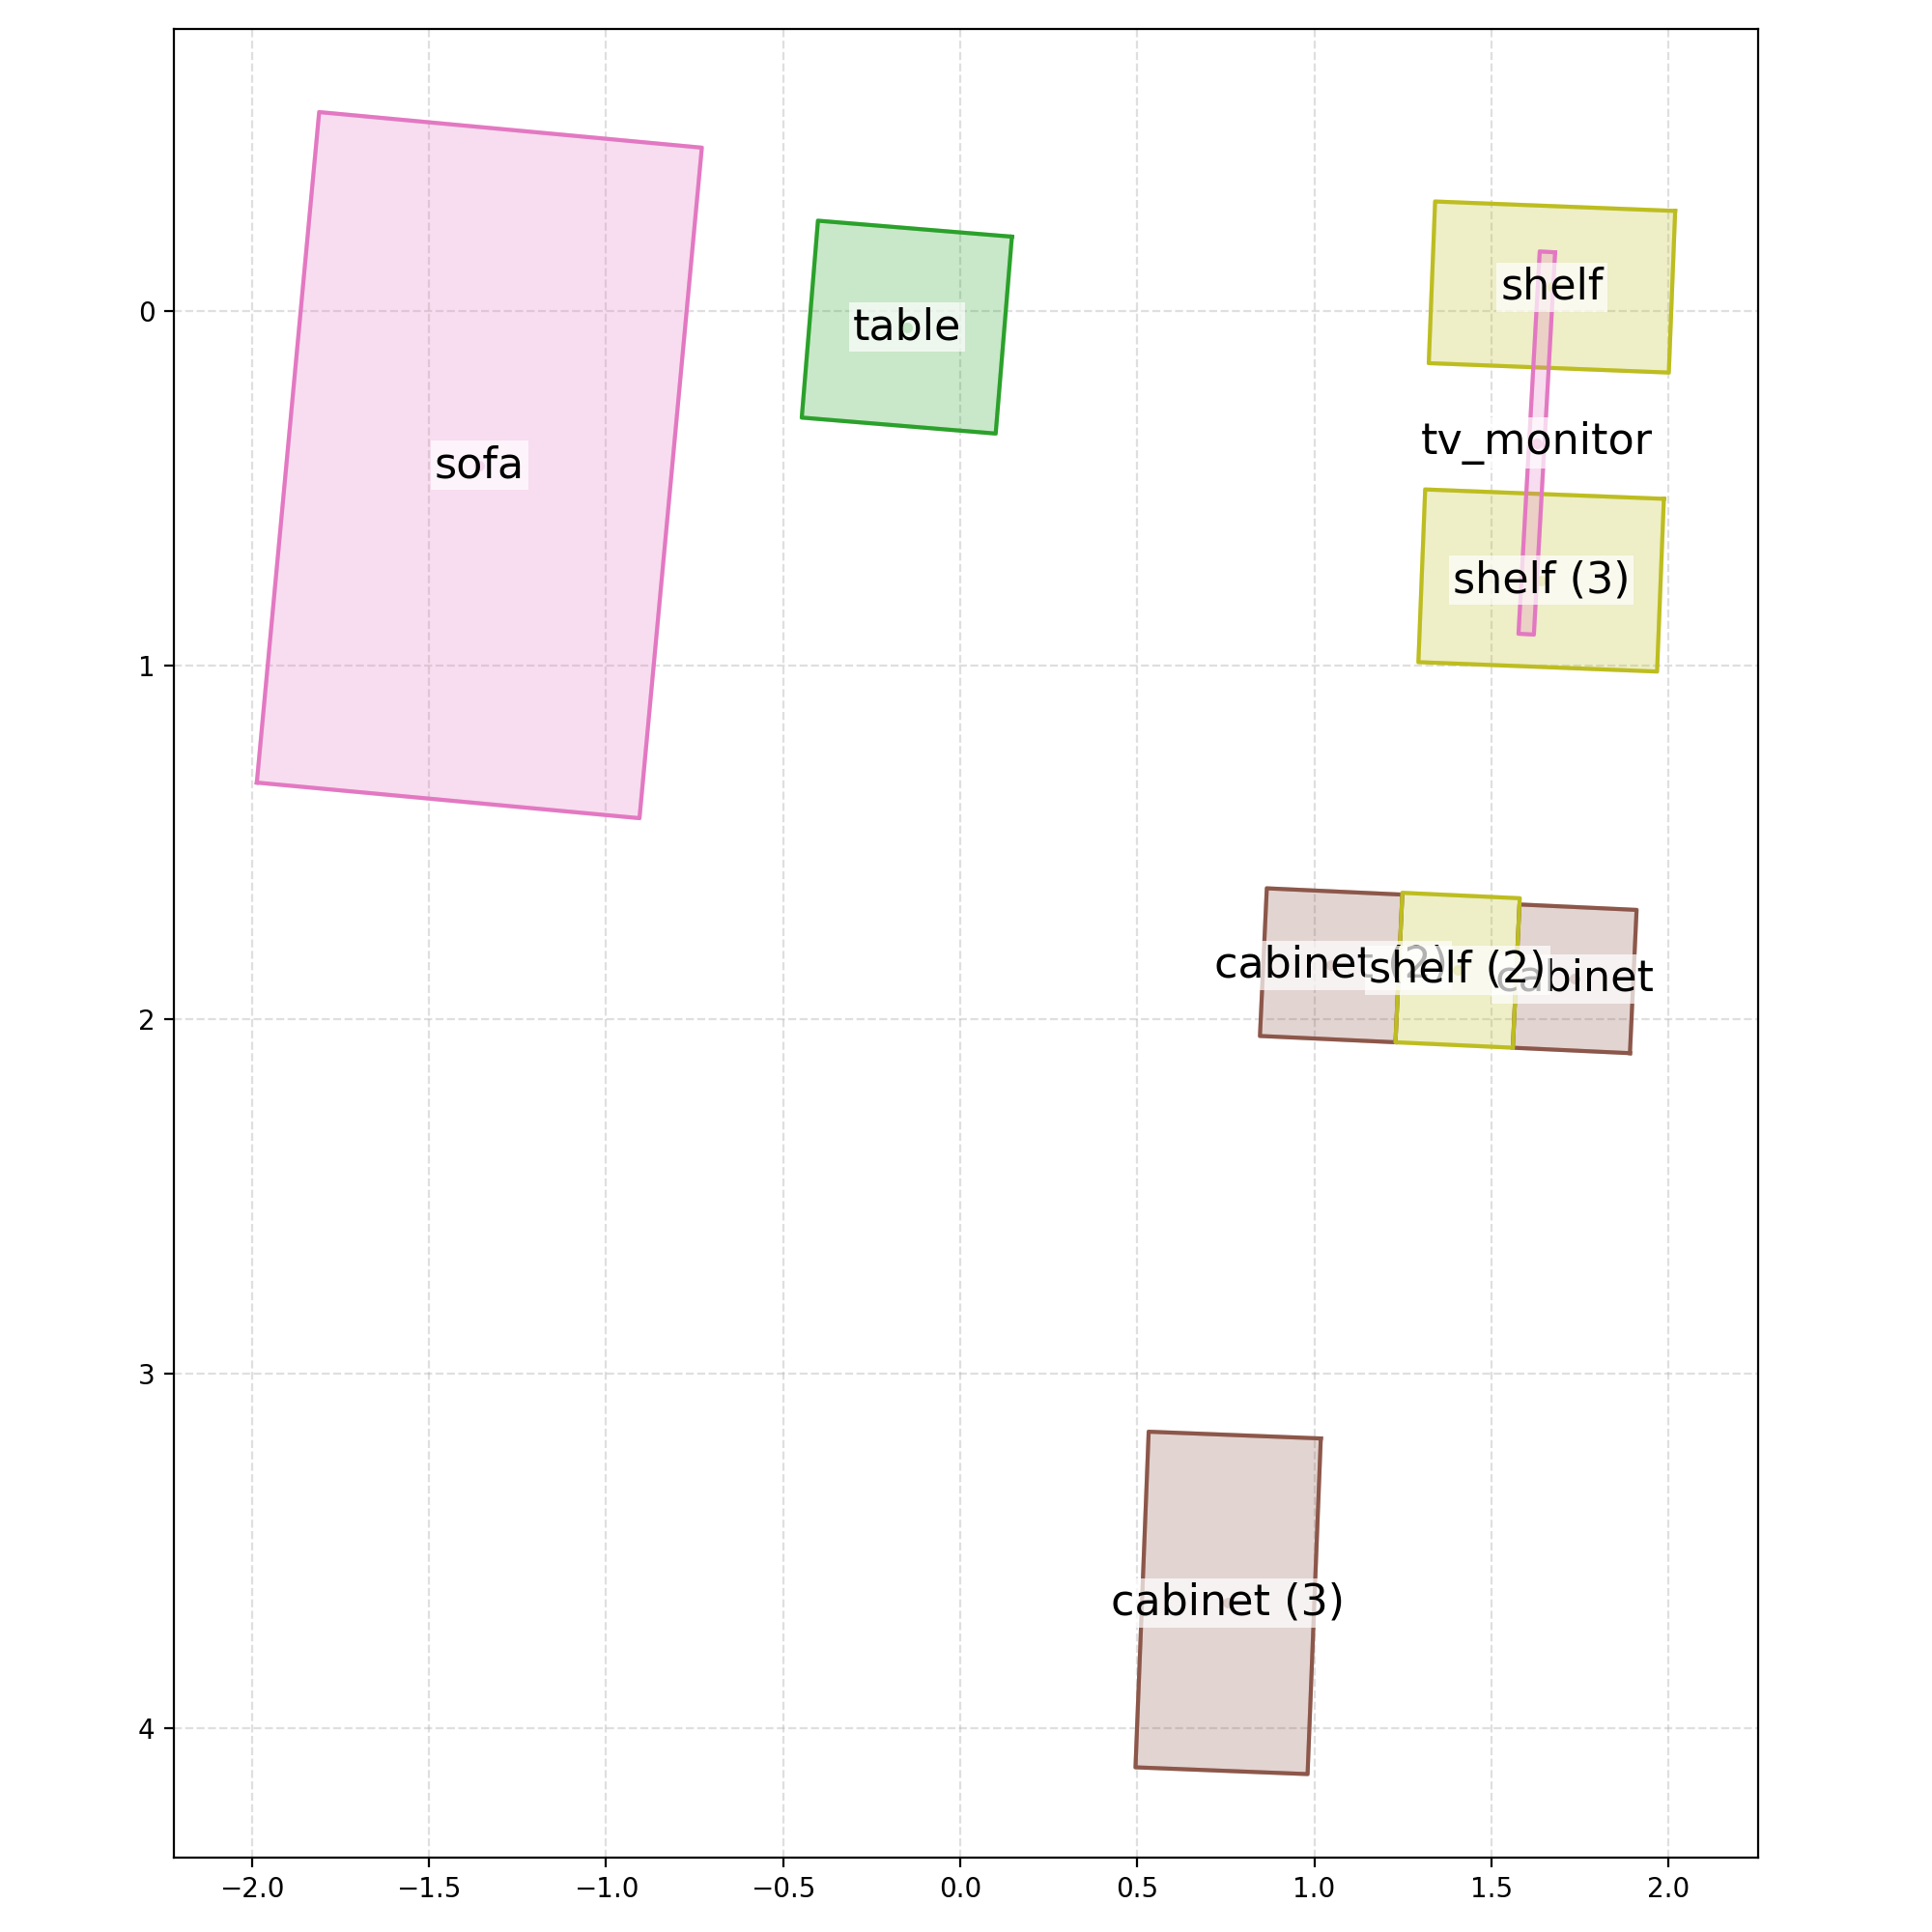 shelf
table
tv_monitor
sofa
shelf (3)
cabinet (2)
shelf (2)
cabinet
cabinet (3)
0
1
2
3
4
−2.0 −1.5 −1.0 −0.5 0.0 0.5 1.0 1.5 2.0